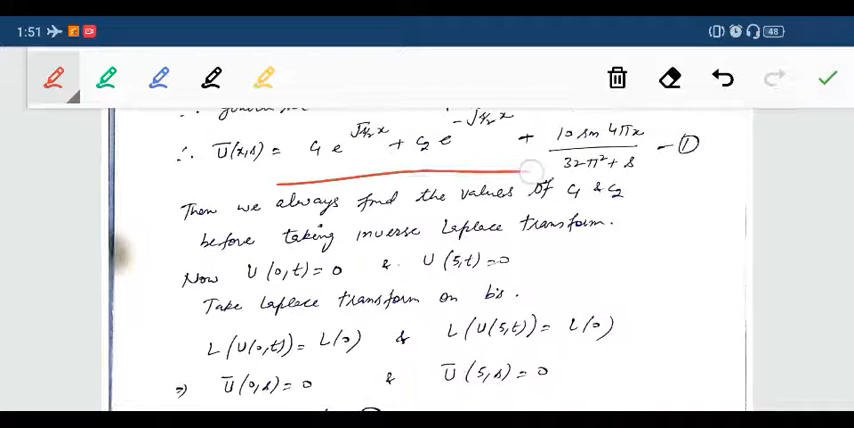 1:51 48
∴ general
∴ Ū(x,s) = c₁ e^{√(s/2) x} + c₂ e^{-√(s/2) x} + 10 sin 4πx / (32π² + s) — ①
Then we always find the values of c₁ & c₂
before taking inverse Laplace transform.
Now U(0,t)=0 & U(5,t)=0
Take Laplace transform on b's.
L(U(0,t)) = L(0) & L(U(5,t)) = L(0)
⇒ Ū(0,s) = 0 & Ū(5,s) = 0